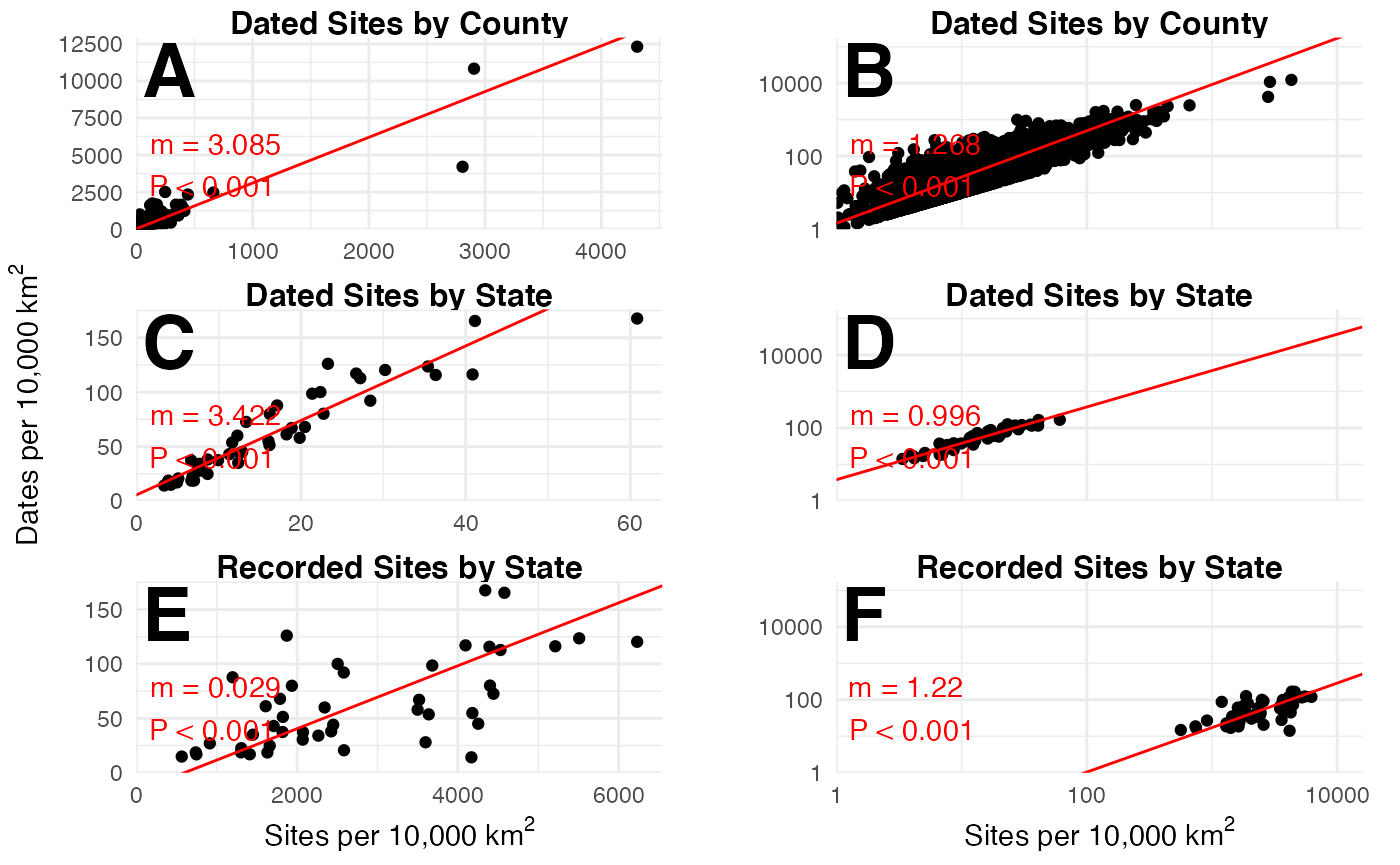 Dated Sites by County
Dated Sites by County
A
B
12500
10000
7500
5000
2500
0
m = 3.085
P < 0.001
0 1000 2000 3000 4000
10000
100
1
m = 1.268
P < 0.001
Dated Sites by State
Dated Sites by State
C
D
150
100
50
0
m = 3.422
P < 0.001
0 20 40 60
10000
100
1
m = 0.996
P < 0.001
Recorded Sites by State
Recorded Sites by State
E
F
150
100
50
0
m = 0.029
P < 0.001
0 2000 4000 6000
10000
100
1
m = 1.22
P < 0.001
1 100 10000
Dates per 10,000 km²
Sites per 10,000 km²
Sites per 10,000 km²